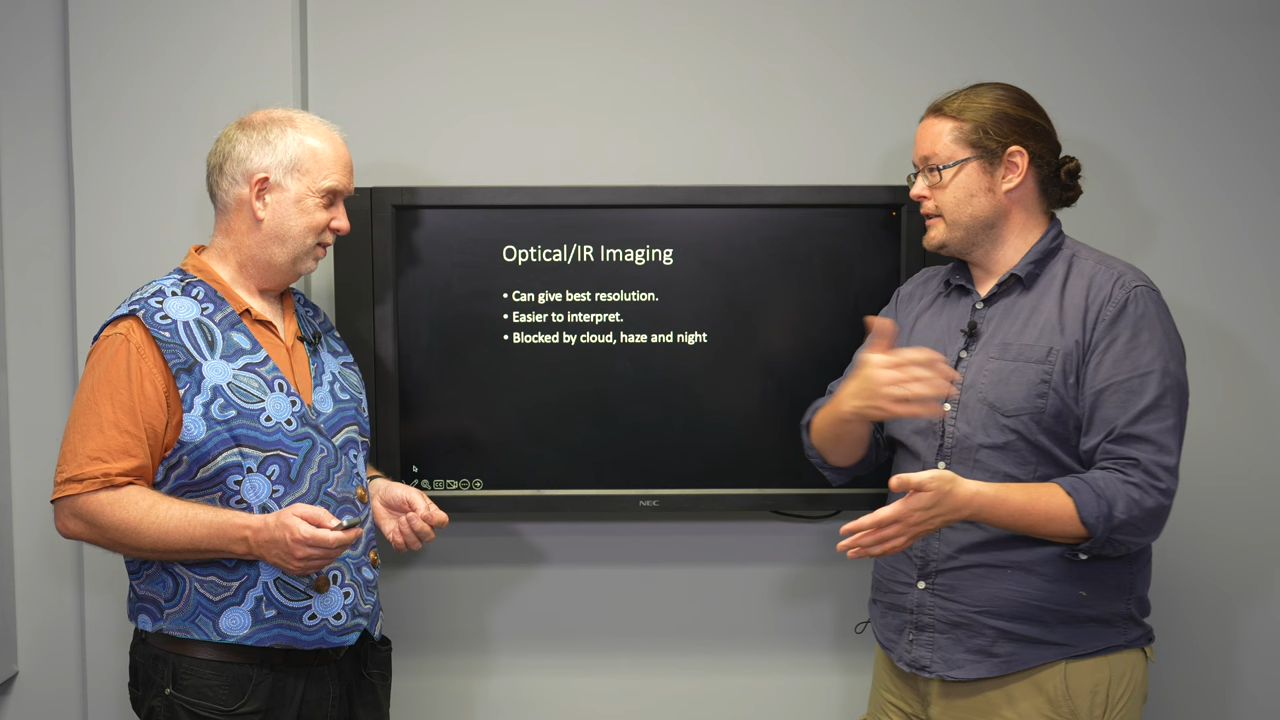 Optical/IR Imaging
• Can give best resolution.
• Easier to interpret.
• Blocked by cloud, haze and night
NEC